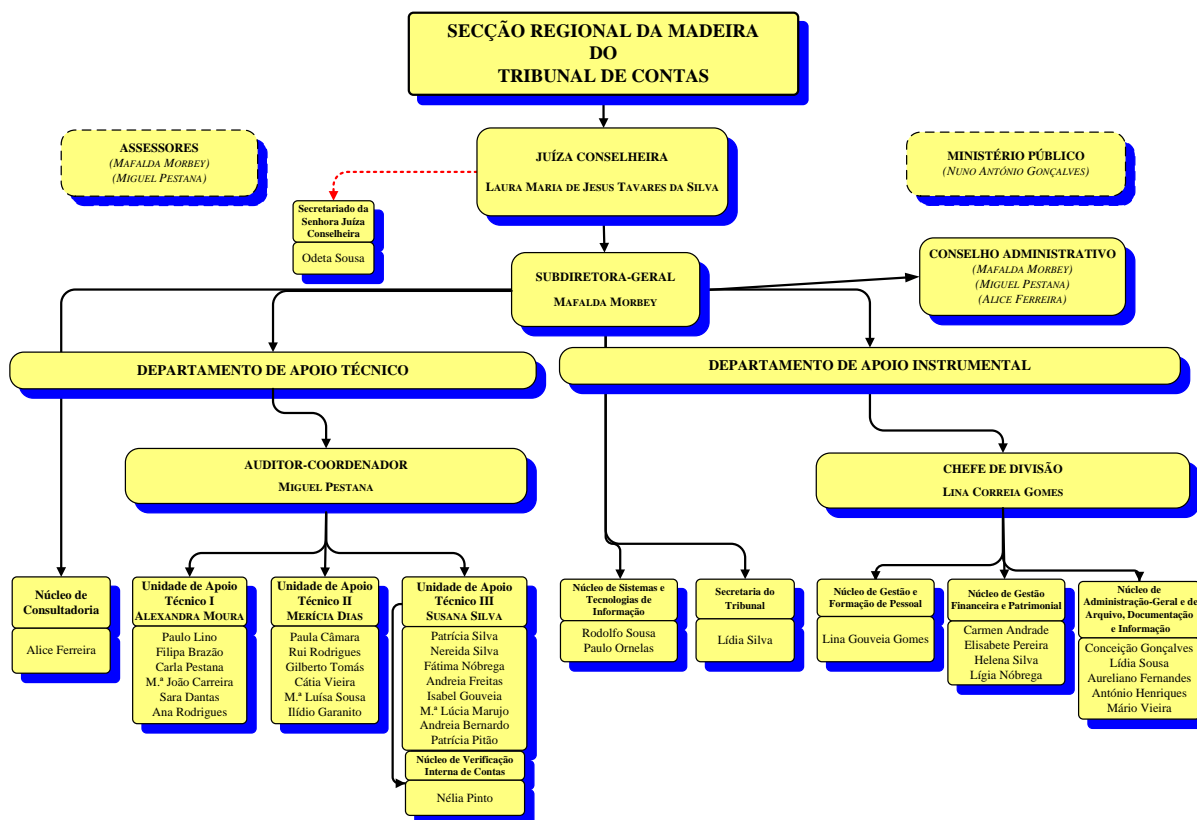 SECÇÃO REGIONAL DA MADEIRA
DO
TRIBUNAL DE CONTAS
ASSESSORES
(MAFALDA MORBEY)
(MIGUEL PESTANA)
JUÍZA CONSELHEIRA
LAURA MARIA DE JESUS TAVARES DA SILVA
MINISTÉRIO PÚBLICO
(NUNO ANTÓNIO GONÇALVES)
Secretariado da
Senhora Juíza
Conselheira
Odeta Sousa
SUBDIRETORA-GERAL
MAFALDA MORBEY
CONSELHO ADMINISTRATIVO
(MAFALDA MORBEY)
(MIGUEL PESTANA)
(ALICE FERREIRA)
DEPARTAMENTO DE APOIO TÉCNICO
DEPARTAMENTO DE APOIO INSTRUMENTAL
AUDITOR-COORDENADOR
MIGUEL PESTANA
CHEFE DE DIVISÃO
LINA CORREIA GOMES
Núcleo de
Consultadoria
Alice Ferreira
Unidade de Apoio
Técnico I
ALEXANDRA MOURA
Paulo Lino
Filipa Brazão
Carla Pestana
M.ª João Carreira
Sara Dantas
Ana Rodrigues
Unidade de Apoio
Técnico II
MERÍCIA DIAS
Paula Câmara
Rui Rodrigues
Gilberto Tomás
Cátia Vieira
M.ª Luísa Sousa
Ilídio Garanito
Unidade de Apoio
Técnico III
SUSANA SILVA
Patrícia Silva
Nereida Silva
Fátima Nóbrega
Andreia Freitas
Isabel Gouveia
M.ª Lúcia Marujo
Andreia Bernardo
Patrícia Pitão
Núcleo de Verificação
Interna de Contas
Nélia Pinto
Núcleo de Sistemas e
Tecnologias de
Informação
Rodolfo Sousa
Paulo Ornelas
Secretaria do
Tribunal
Lídia Silva
Núcleo de Gestão e
Formação de Pessoal
Lina Gouveia Gomes
Núcleo de Gestão
Financeira e Patrimonial
Carmen Andrade
Elisabete Pereira
Helena Silva
Lígia Nóbrega
Núcleo de
Administração-Geral e de
Arquivo, Documentação
e Informação
Conceição Gonçalves
Lídia Sousa
Aureliano Fernandes
António Henriques
Mário Vieira